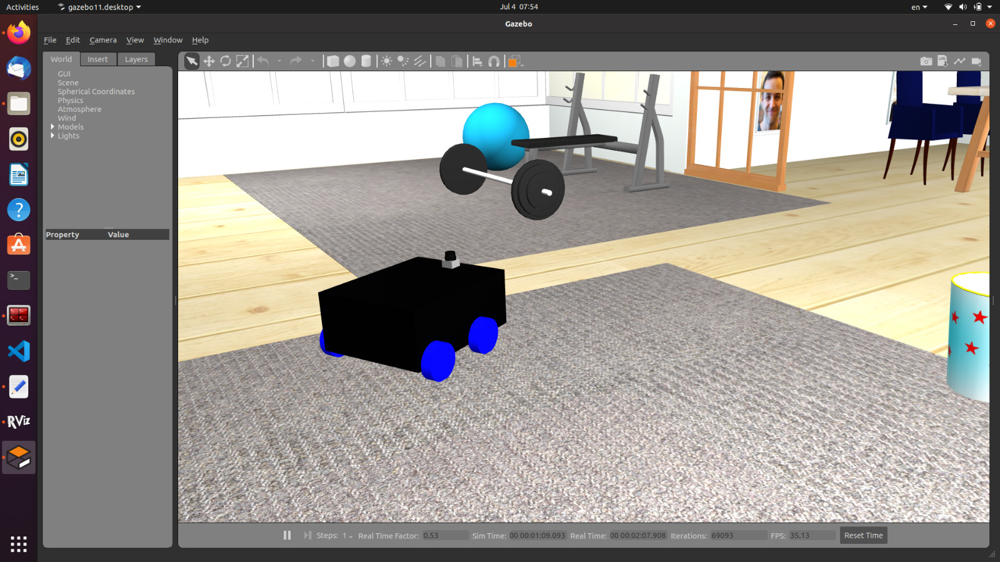 Activities gazebo11.desktop Jul 4 07:54 en
Gazebo
File Edit Camera View Window Help
World Insert Layers
LOG
GUI
Scene
Spherical Coordinates
Physics
Atmosphere
Wind
Models
Lights
Property Value
>_
RViz
Steps: 1 Real Time Factor: 0.53 Sim Time: 00 00:01:09.093 Real Time: 00 00:02:07.908 Iterations: 69093 FPS: 35.13 Reset Time